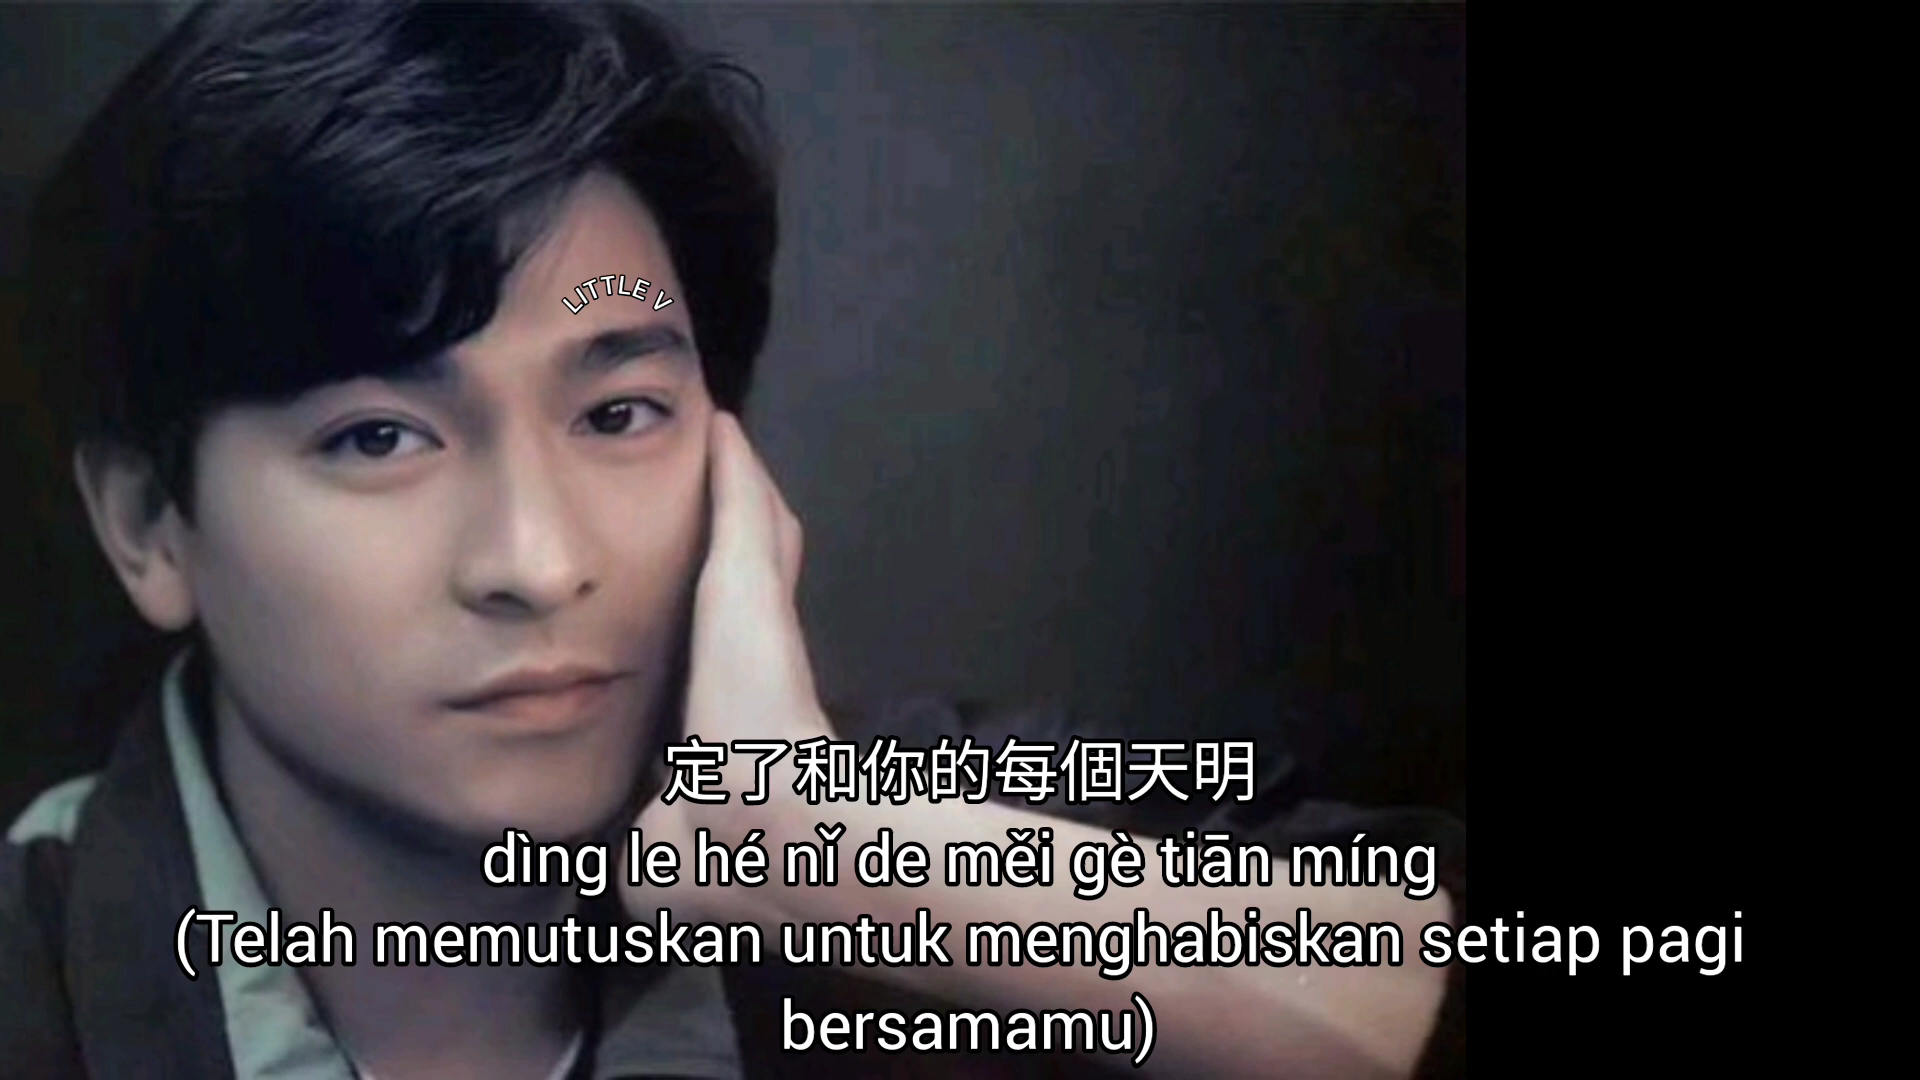 LITTLE V
定了和你的每個天明
dìng le hé nǐ de měi gè tiān míng
(Telah memutuskan untuk menghabiskan setiap pagi
bersamamu)